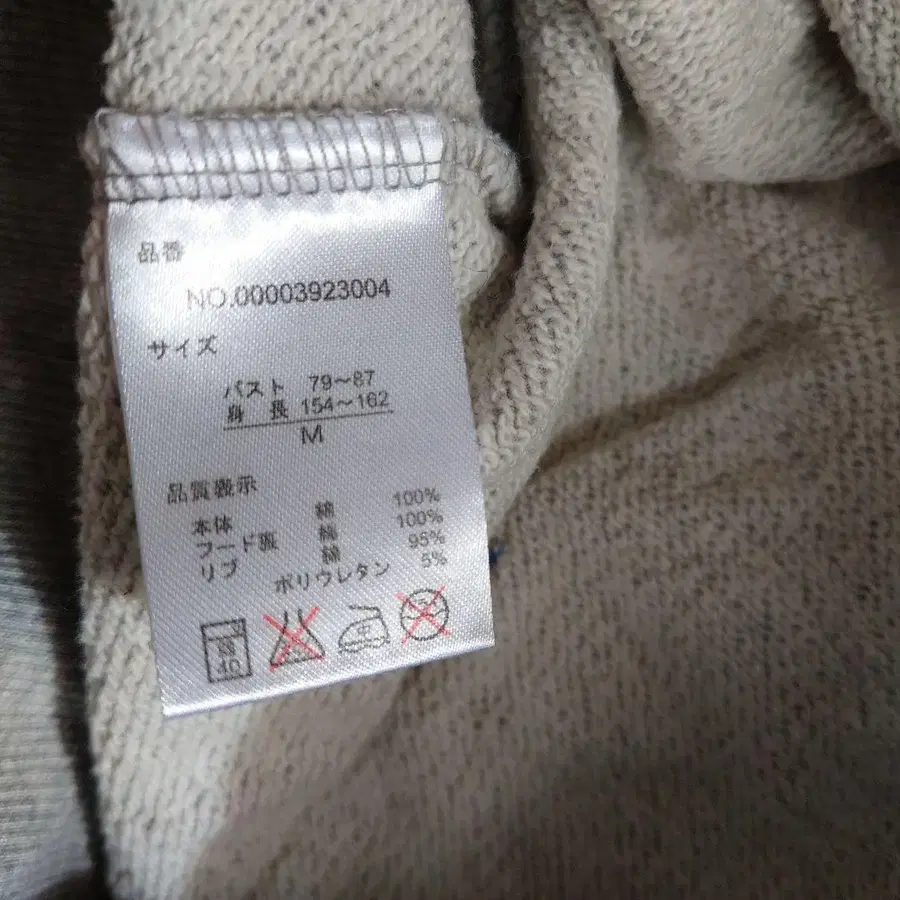 品番
NO.00003923004
サイズ
バスト 79～87
身長 154～162
M
品質表示
本体 綿 100%
フード裏 綿 100%
リブ 綿 95%
ポリウレタン 5%
40